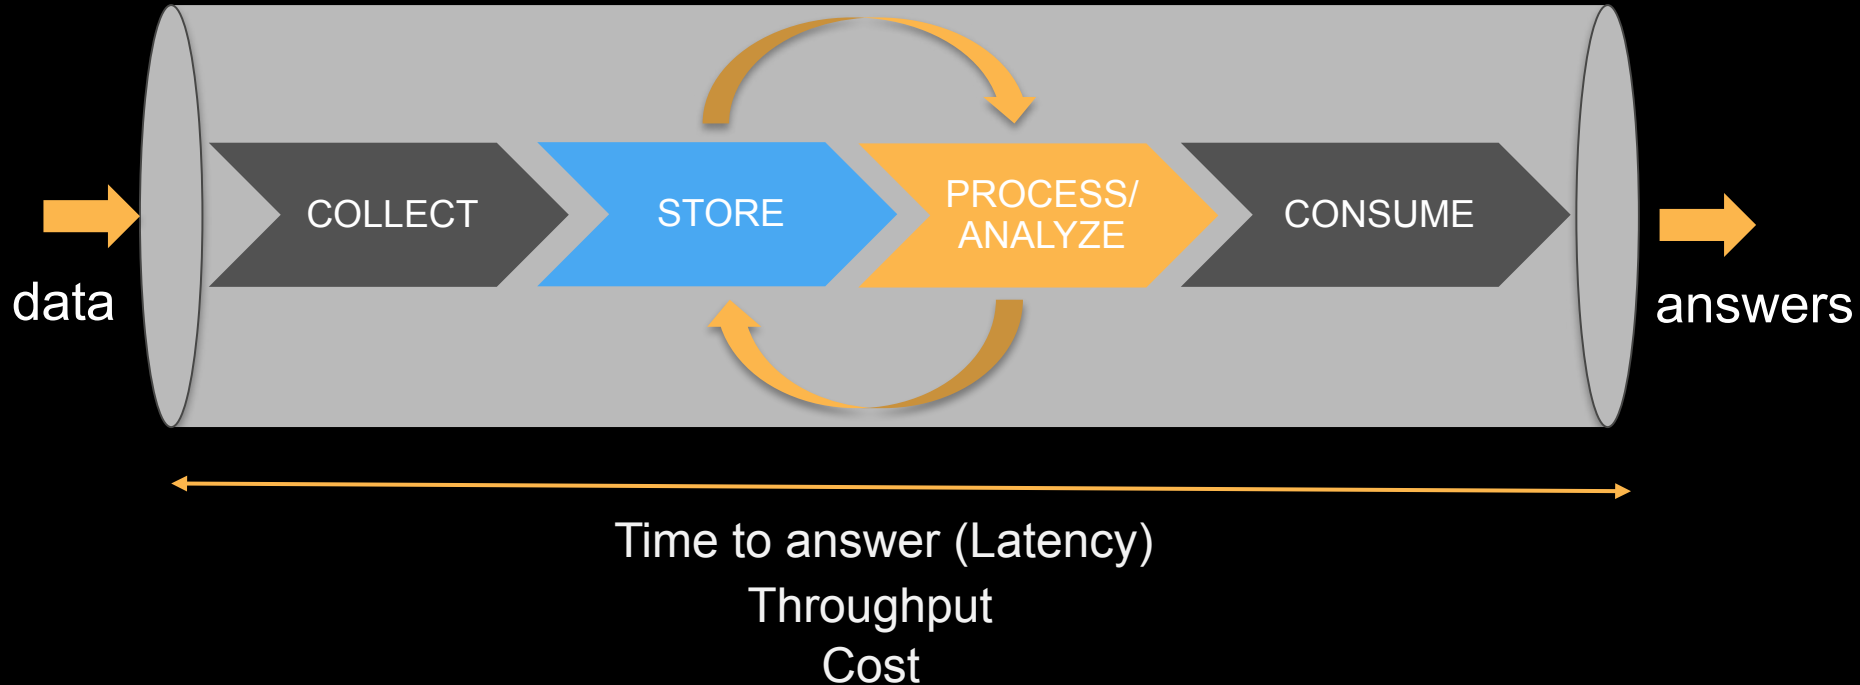 COLLECT
STORE
PROCESS/
ANALYZE
CONSUME
data
answers
Time to answer (Latency)
Throughput
Cost